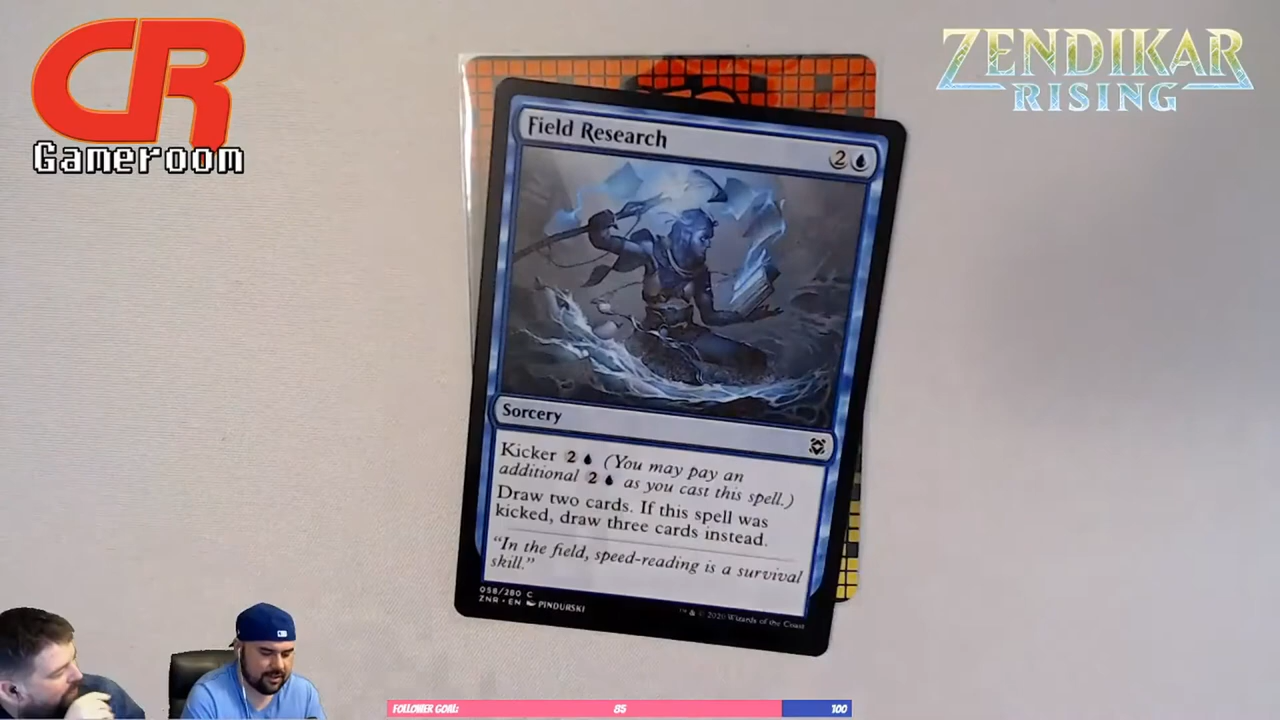 CR
Gameroom
ZENDIKAR
RISING
Field Research
2
Sorcery
Kicker 2 (You may pay an
additional 2 as you cast this spell.)
Draw two cards. If this spell was
kicked, draw three cards instead.
"In the field, speed-reading is a survival
skill."
058/280 C
ZNR • EN PINDURSKI
™ & © 2020 Wizards of the Coast
FOLLOWER GOAL:
85
100